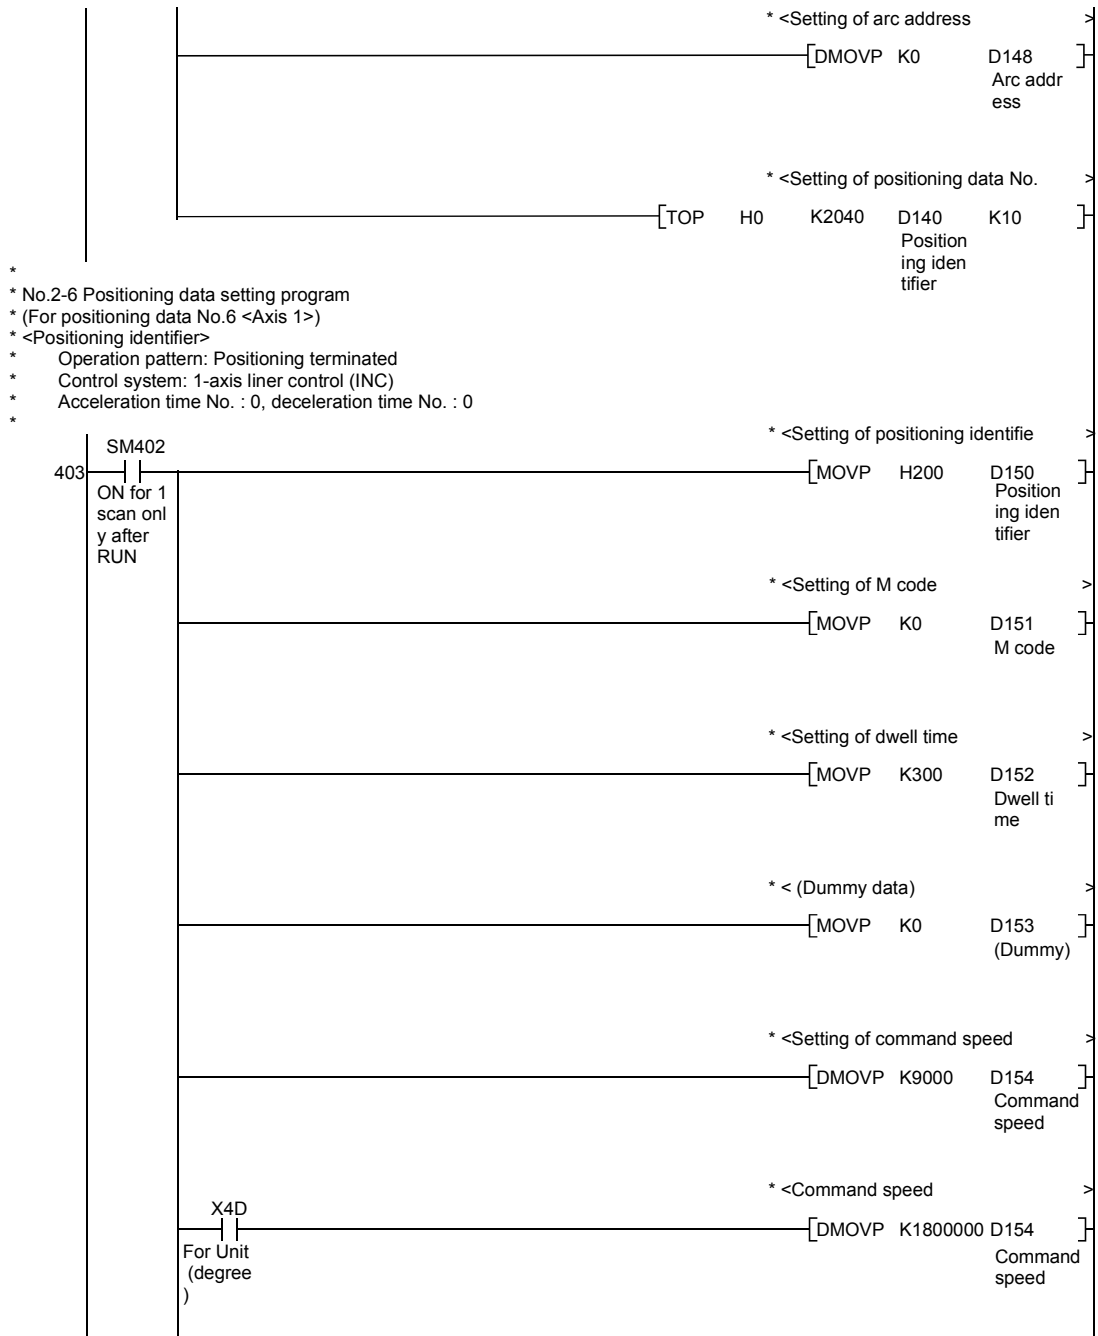 * <Setting of arc address >
[DMOVP K0 D148 ]
Arc addr
ess
* <Setting of positioning data No. >
[TOP H0 K2040 D140 K10 ]
Position
ing iden
tifier
*
* No.2-6 Positioning data setting program
* (For positioning data No.6 <Axis 1>)
* <Positioning identifier>
* Operation pattern: Positioning terminated
* Control system: 1-axis liner control (INC)
* Acceleration time No. : 0, deceleration time No. : 0
*
* <Setting of positioning identifie >
SM402
403 [MOVP H200 D150 ]
ON for 1
scan onl
y after
RUN
Position
ing iden
tifier
* <Setting of M code >
[MOVP K0 D151 ]
M code
* <Setting of dwell time >
[MOVP K300 D152 ]
Dwell ti
me
* < (Dummy data) >
[MOVP K0 D153 ]
(Dummy)
* <Setting of command speed >
[DMOVP K9000 D154 ]
Command
speed
* <Command speed >
X4D
[DMOVP K1800000 D154 ]
For Unit
(degree
)
Command
speed